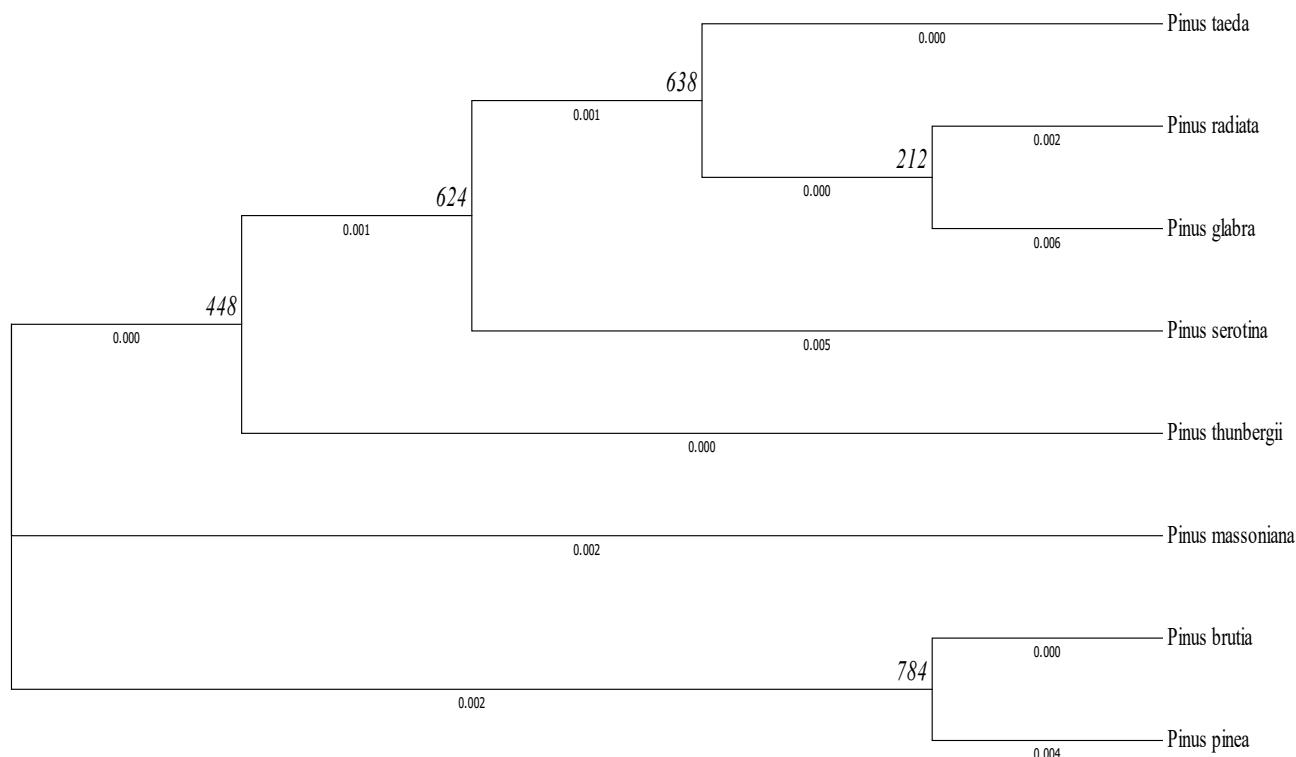 Pinus taeda
0.000
638
0.001
Pinus radiata
0.002
212
0.000
624
0.001
Pinus glabra
0.006
448
0.000
Pinus serotina
0.005
Pinus thunbergii
0.000
Pinus massoniana
0.002
Pinus brutia
0.000
784
0.002
Pinus pinea
0.004